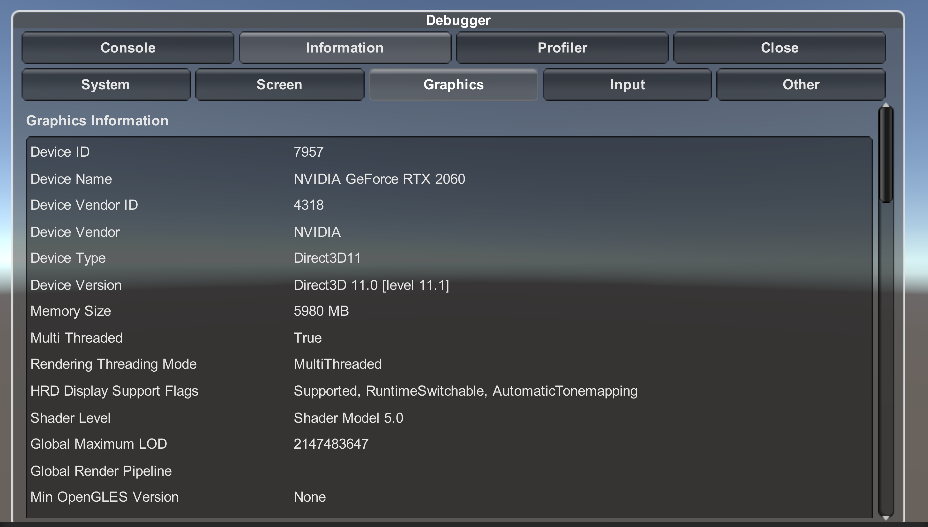 Debugger
Console Information Profiler Close
System Screen Graphics Input Other
Graphics Information
Device ID 7957
Device Name NVIDIA GeForce RTX 2060
Device Vendor ID 4318
Device Vendor NVIDIA
Device Type Direct3D11
Device Version Direct3D 11.0 [level 11.1]
Memory Size 5980 MB
Multi Threaded True
Rendering Threading Mode MultiThreaded
HRD Display Support Flags Supported, RuntimeSwitchable, AutomaticTonemapping
Shader Level Shader Model 5.0
Global Maximum LOD 2147483647
Global Render Pipeline
Min OpenGLES Version None